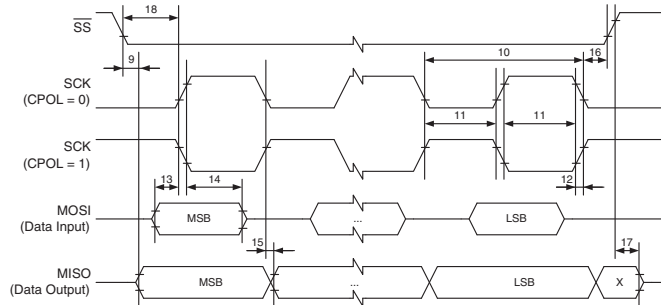 18
SS
10
16
9
SCK
(CPOL = 0)
11
11
SCK
(CPOL = 1)
13
14
12
MOSI
(Data Input)
MSB
...
LSB
15
17
MISO
(Data Output)
MSB
...
LSB
X